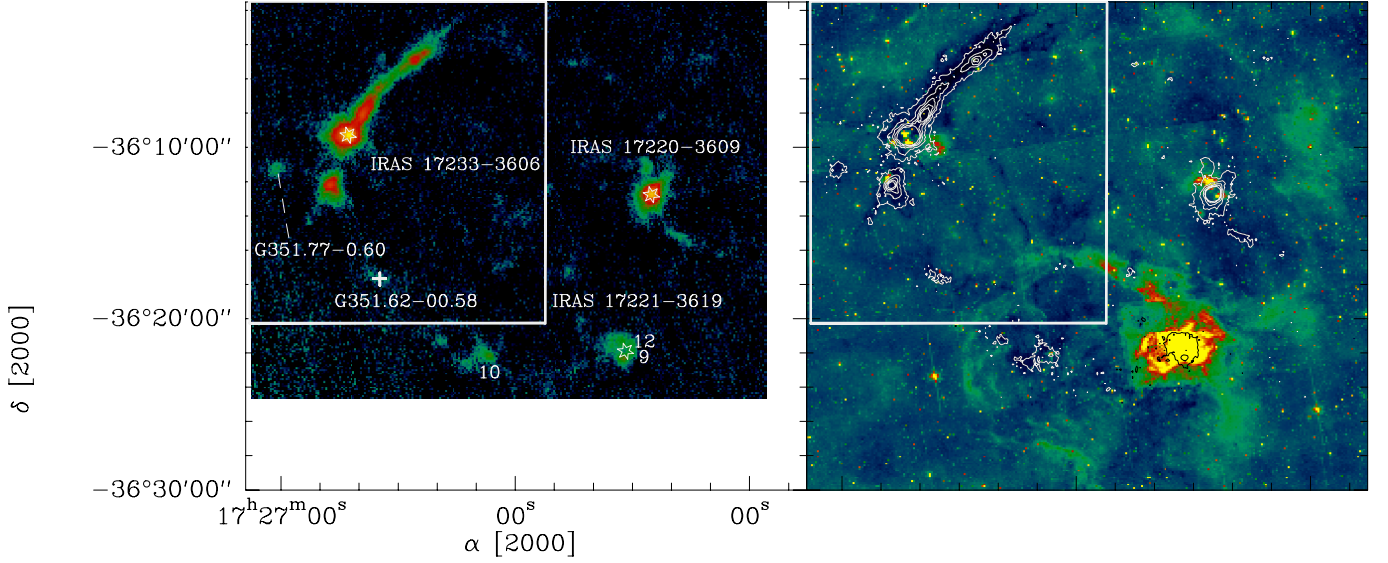 −36°10′00″
−36°20′00″
−36°30′00″
δ [2000]
IRAS 17233−3606
IRAS 17220−3609
G351.77−0.60
G351.62−00.58
IRAS 17221−3619
12
9
10
17ʰ27ᵐ00ˢ
00ˢ
00ˢ
α [2000]